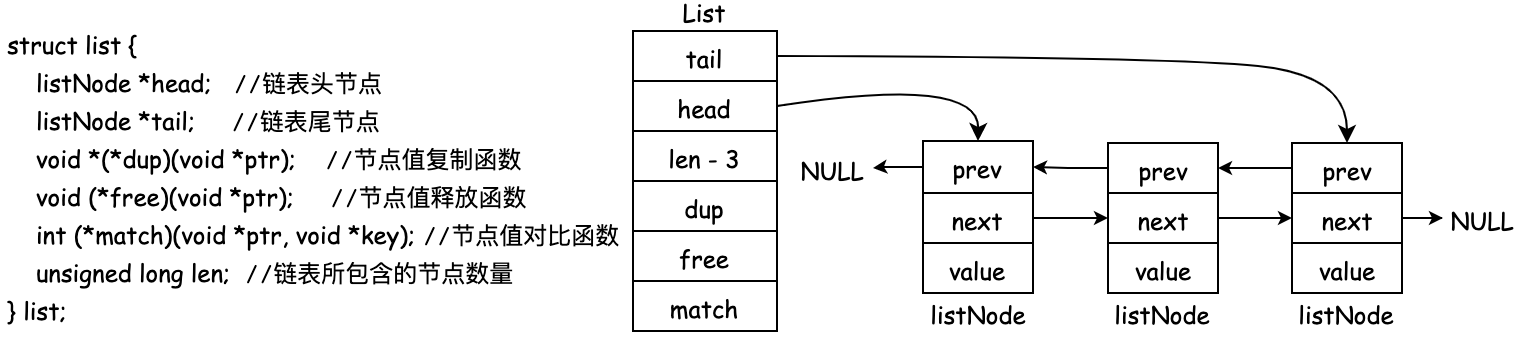 struct list {
listNode *head;   //链表头节点
listNode *tail;   //链表尾节点
void *(*dup)(void *ptr);   //节点值复制函数
void (*free)(void *ptr);   //节点值释放函数
int (*match)(void *ptr, void *key); //节点值对比函数
unsigned long len;  //链表所包含的节点数量
} list;
List
tail
head
len - 3
dup
free
match
NULL
prev
next
value
listNode
prev
next
value
listNode
prev
next
value
listNode
NULL